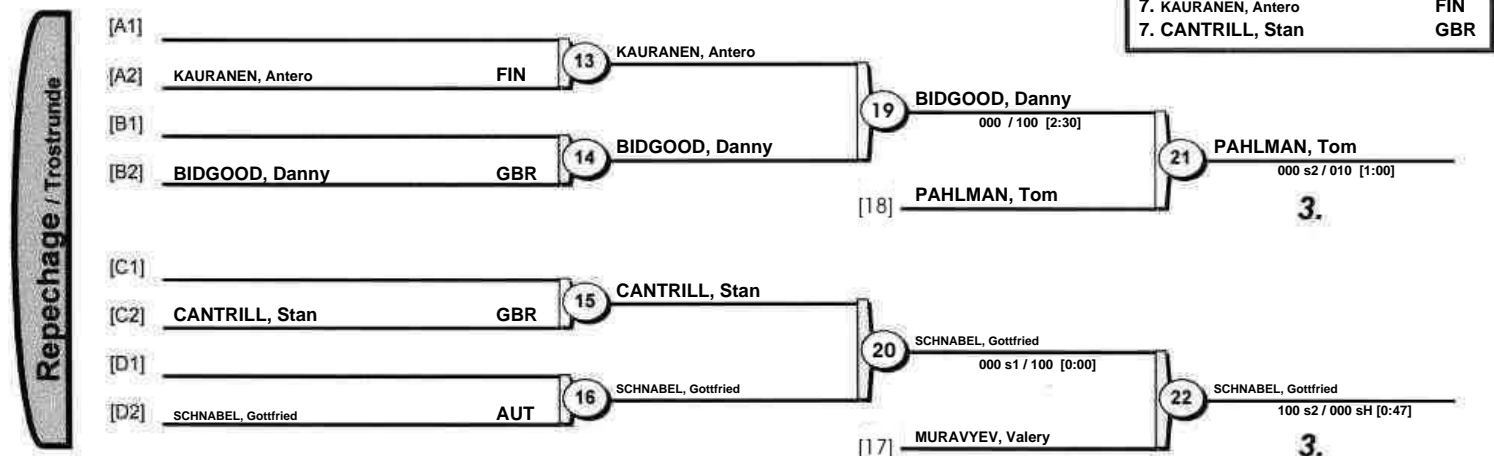 7. KAURANEN, Antero FIN
7. CANTRILL, Stan GBR
Repechage / Trostrunde
[A1]
[A2] KAURANEN, Antero FIN
13 KAURANEN, Antero
[B1]
[B2] BIDGOOD, Danny GBR
14 BIDGOOD, Danny
19 BIDGOOD, Danny
000 / 100 [2:30]
[18] PAHLMAN, Tom
21 PAHLMAN, Tom
000 s2 / 010 [1:00]
3.
[C1]
[C2] CANTRILL, Stan GBR
15 CANTRILL, Stan
[D1]
[D2] SCHNABEL, Gottfried AUT
16 SCHNABEL, Gottfried
20 SCHNABEL, Gottfried
000 s1 / 100 [0:00]
[17] MURAVYEV, Valery
22 SCHNABEL, Gottfried
100 s2 / 000 sH [0:47]
3.